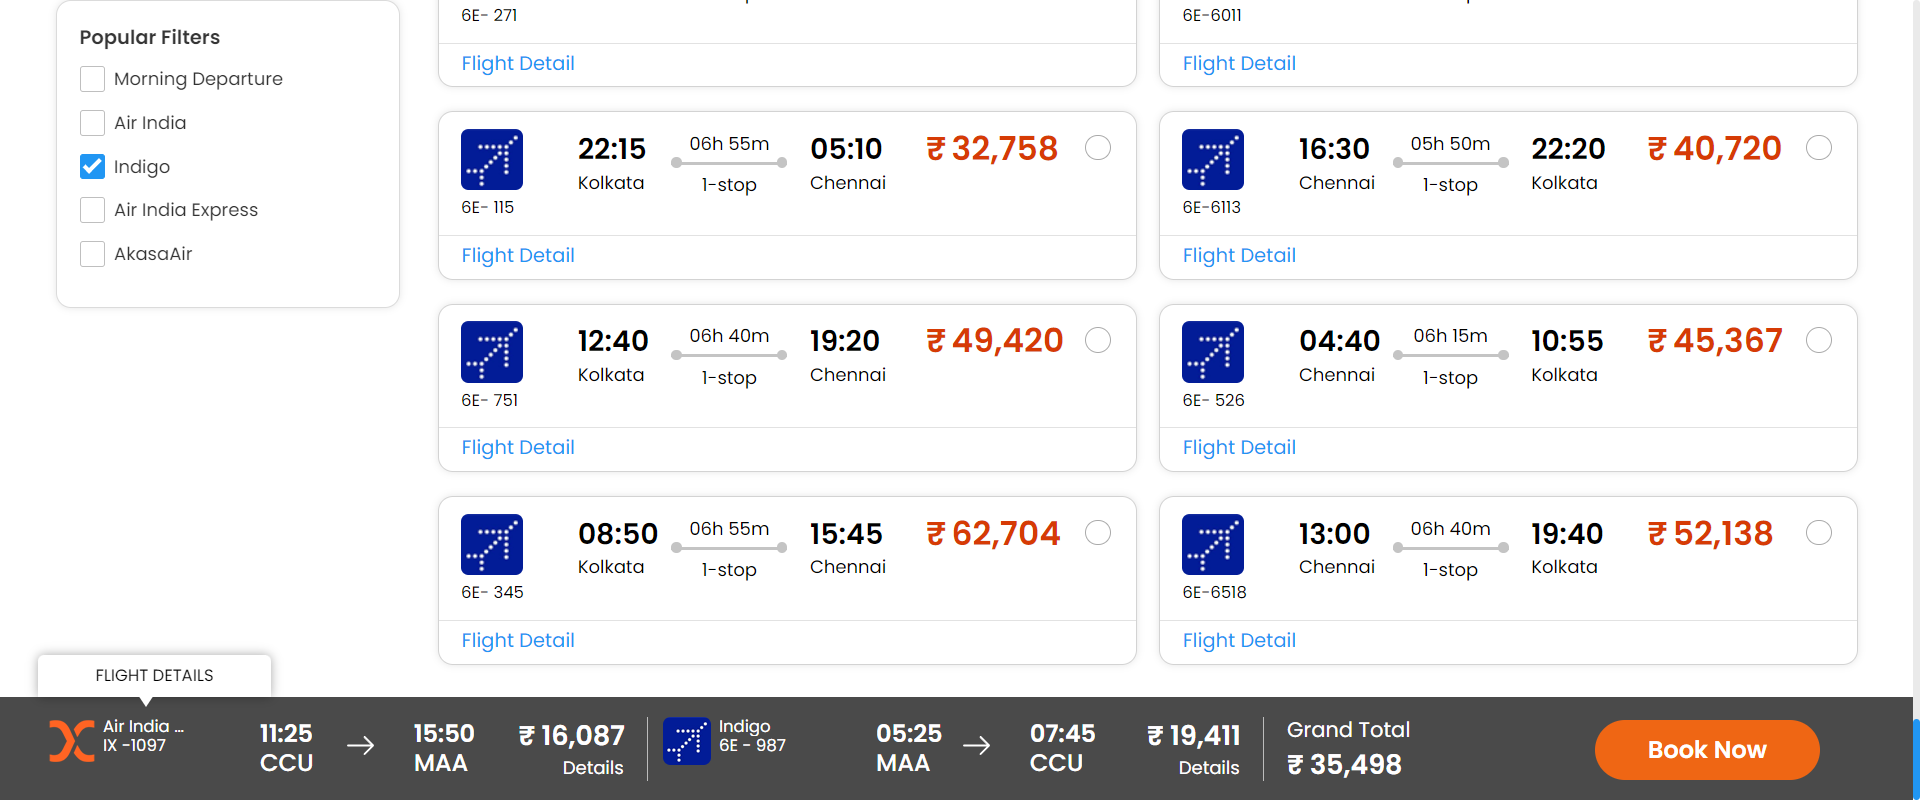 Popular Filters
Morning Departure
Air India
Indigo
Air India Express
AkasaAir
6E- 271
Flight Detail
6E-6011
Flight Detail
22:15 06h 55m 05:10 ₹ 32,758
Kolkata 1-stop Chennai
6E- 115
Flight Detail
16:30 05h 50m 22:20 ₹ 40,720
Chennai 1-stop Kolkata
6E-6113
Flight Detail
12:40 06h 40m 19:20 ₹ 49,420
Kolkata 1-stop Chennai
6E- 751
Flight Detail
04:40 06h 15m 10:55 ₹ 45,367
Chennai 1-stop Kolkata
6E- 526
Flight Detail
08:50 06h 55m 15:45 ₹ 62,704
Kolkata 1-stop Chennai
6E- 345
Flight Detail
13:00 06h 40m 19:40 ₹ 52,138
Chennai 1-stop Kolkata
6E-6518
Flight Detail
FLIGHT DETAILS
Air India ...
IX -1097
11:25 15:50 ₹ 16,087
CCU MAA Details
Indigo
6E - 987
05:25 07:45 ₹ 19,411
MAA CCU Details
Grand Total
₹ 35,498
Book Now